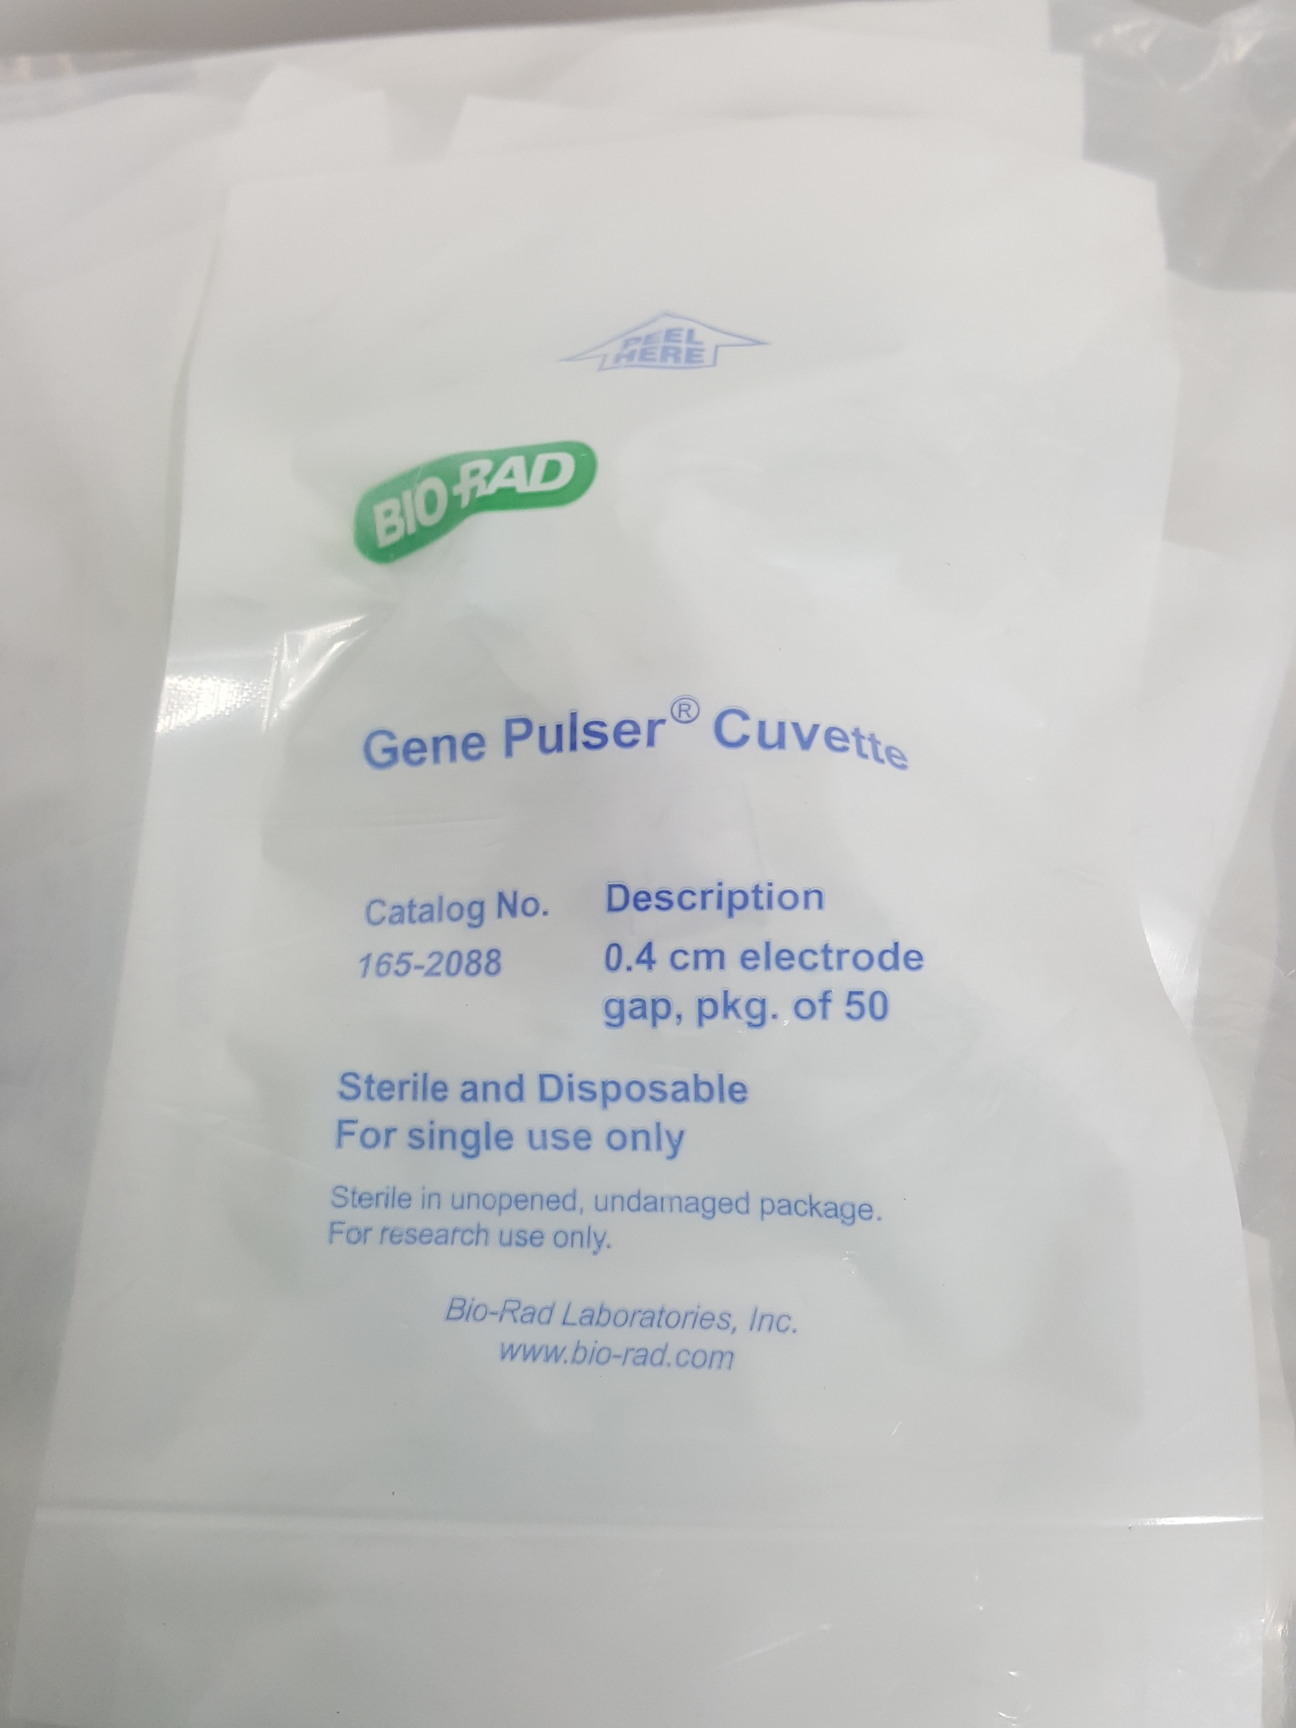 PEEL
HERE
BIO-RAD
Gene Pulser® Cuvette
Catalog No. Description
165-2088 0.4 cm electrode
gap, pkg. of 50
Sterile and Disposable
For single use only
Sterile in unopened, undamaged package.
For research use only.
Bio-Rad Laboratories, Inc.
www.bio-rad.com